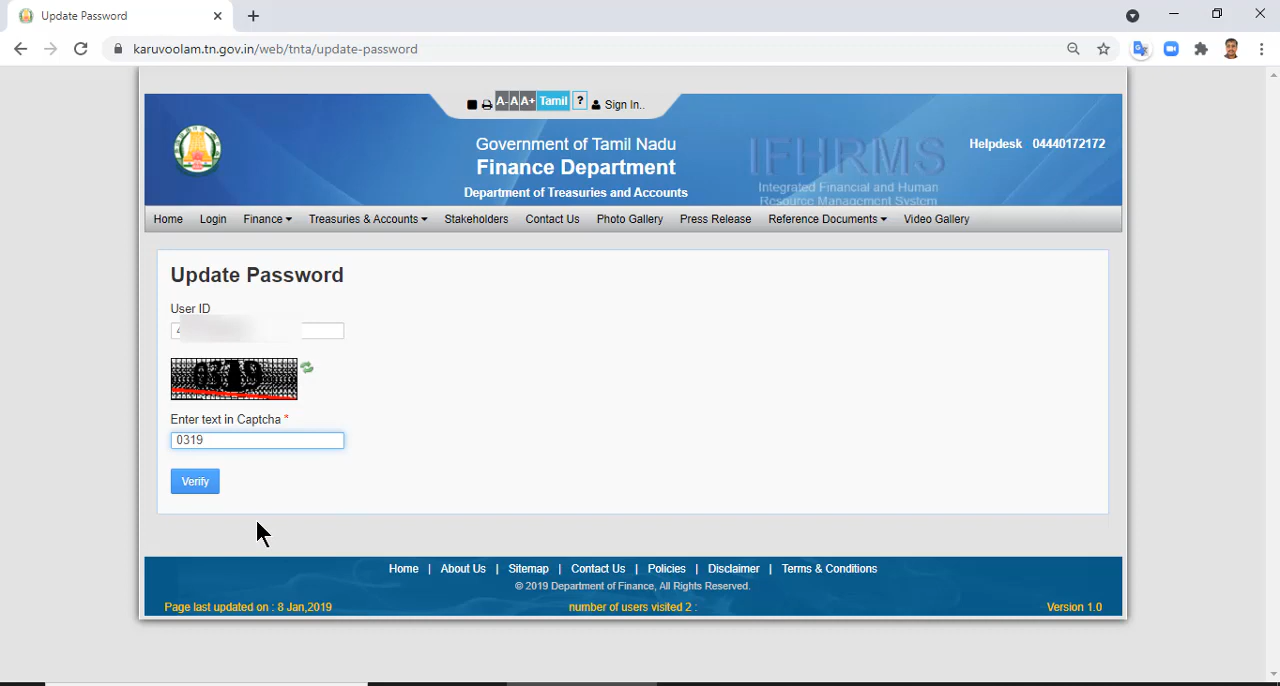 Update Password
karuvoolam.tn.gov.in/web/tnta/update-password
A- A A+ Tamil ? Sign In..
Government of Tamil Nadu
Finance Department
Department of Treasuries and Accounts
IFHRMS
Integrated Financial and Human
Resource Management System
Helpdesk 04440172172
Home Login Finance Treasuries & Accounts Stakeholders Contact Us Photo Gallery Press Release Reference Documents Video Gallery
Update Password
User ID
0319
Enter text in Captcha *
0319
Verify
Home | About Us | Sitemap | Contact Us | Policies | Disclaimer | Terms & Conditions
© 2019 Department of Finance, All Rights Reserved.
Page last updated on : 8 Jan,2019 number of users visited 2 : Version 1.0